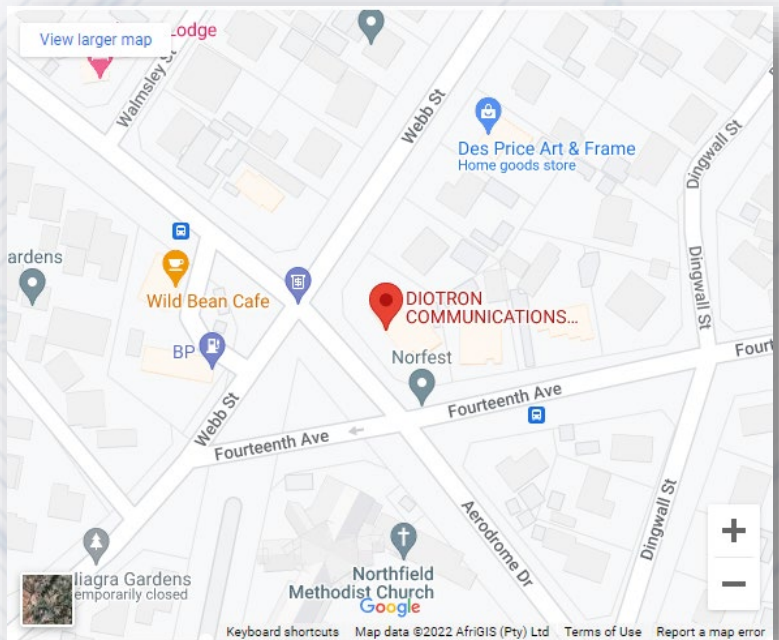 View larger map
Lodge
Walmsley St
Webb St
Des Price Art & Frame
Home goods store
Dingwall St
ardens
Wild Bean Cafe
DIOTRON
COMMUNICATIONS...
Dingwall St
BP
Norfest
Fourt
Webb St
Fourteenth Ave
Fourteenth Ave
Aerodrome Dr
Dingwall St
liagra Gardens
emporarily closed
Northfield
Methodist Church
Google
Keyboard shortcuts Map data ©2022 AfriGIS (Pty) Ltd Terms of Use Report a map error